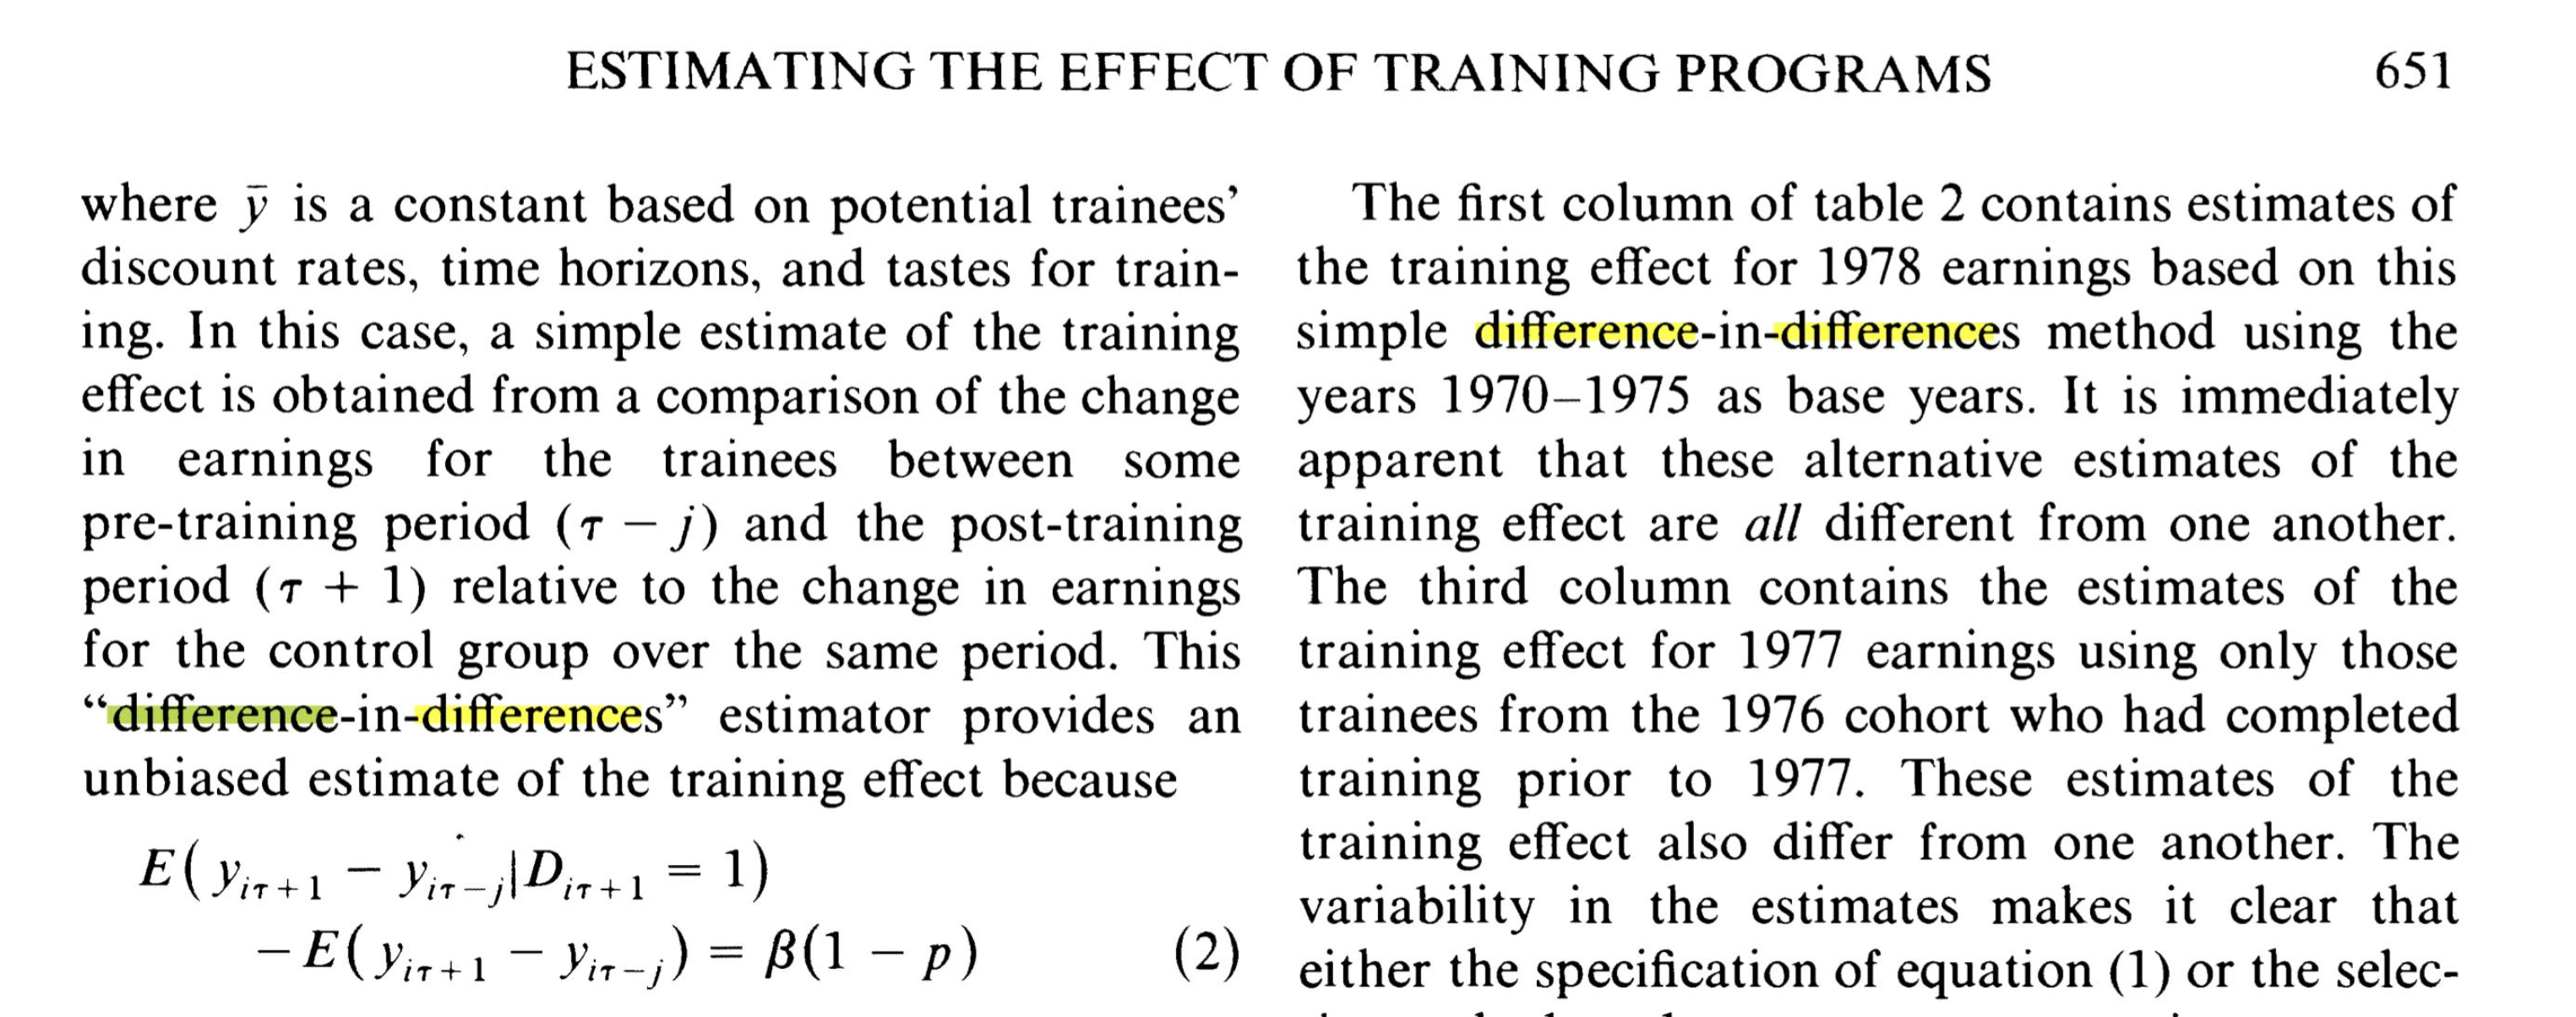 ESTIMATING THE EFFECT OF TRAINING PROGRAMS 651
where ȳ is a constant based on potential trainees’
discount rates, time horizons, and tastes for train-
ing. In this case, a simple estimate of the training
effect is obtained from a comparison of the change
in earnings for the trainees between some
pre-training period (τ − j) and the post-training
period (τ + 1) relative to the change in earnings
for the control group over the same period. This
“difference-in-differences” estimator provides an
unbiased estimate of the training effect because
E(y_{iτ+1} − y_{iτ−j}|D_{iτ+1} = 1)
−E(y_{iτ+1} − y_{iτ−j}) = β(1 − p) (2)
The first column of table 2 contains estimates of
the training effect for 1978 earnings based on this
simple difference-in-differences method using the
years 1970–1975 as base years. It is immediately
apparent that these alternative estimates of the
training effect are all different from one another.
The third column contains the estimates of the
training effect for 1977 earnings using only those
trainees from the 1976 cohort who had completed
training prior to 1977. These estimates of the
training effect also differ from one another. The
variability in the estimates makes it clear that
either the specification of equation (1) or the selec-